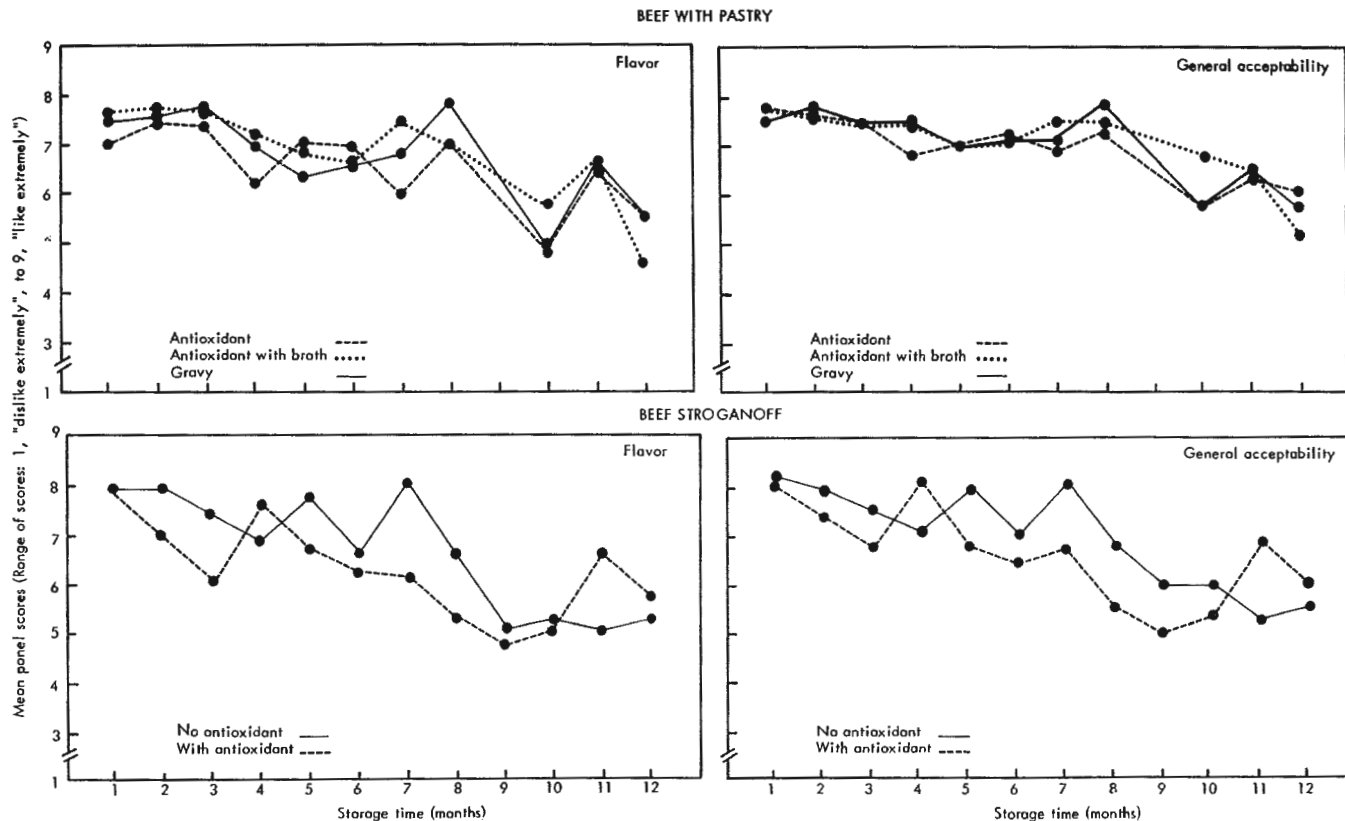 BEEF WITH PASTRY
Mean panel scores (Range of scores: 1, "dislike extremely", to 9, "like extremely")
9
8
7
6
4
3
1
Flavor
Antioxidant
Antioxidant with broth
Gravy
General acceptability
Antioxidant
Antioxidant with broth
Gravy
BEEF STROGANOFF
9
8
7
6
5
4
3
1
Flavor
No antioxidant
With antioxidant
1 2 3 4 5 6 7 8 9 10 11 12
Storage time (months)
General acceptability
No antioxidant
With antioxidant
1 2 3 4 5 6 7 8 9 10 11 12
Storage time (months)